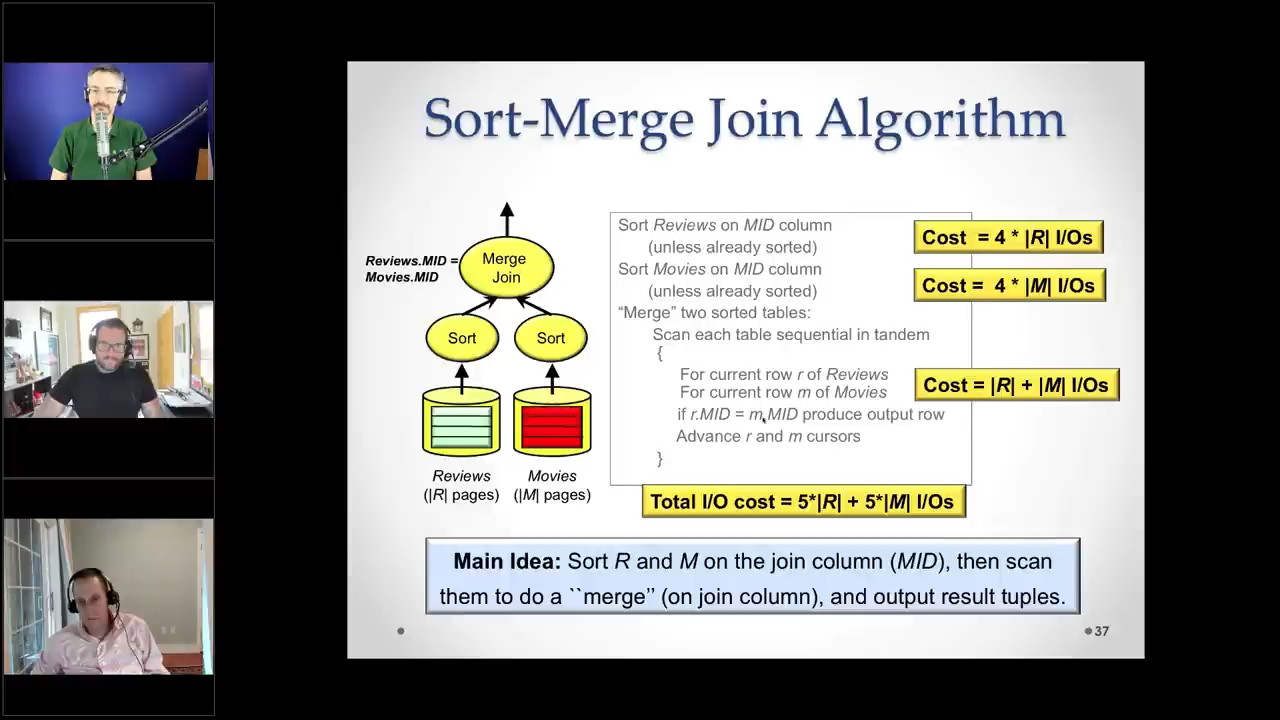 Sort-Merge Join Algorithm
Reviews.MID =
Movies.MID
Merge
Join
Sort
Sort
Reviews
(|R| pages)
Movies
(|M| pages)
Sort Reviews on MID column
(unless already sorted)
Sort Movies on MID column
(unless already sorted)
“Merge” two sorted tables:
Scan each table sequential in tandem
{
For current row r of Reviews
For current row m of Movies
if r.MID = m.MID produce output row
Advance r and m cursors
}
Cost = 4 * |R| I/Os
Cost = 4 * |M| I/Os
Cost = |R| + |M| I/Os
Total I/O cost = 5*|R| + 5*|M| I/Os
Main Idea: Sort R and M on the join column (MID), then scan
them to do a ``merge'' (on join column), and output result tuples.
37